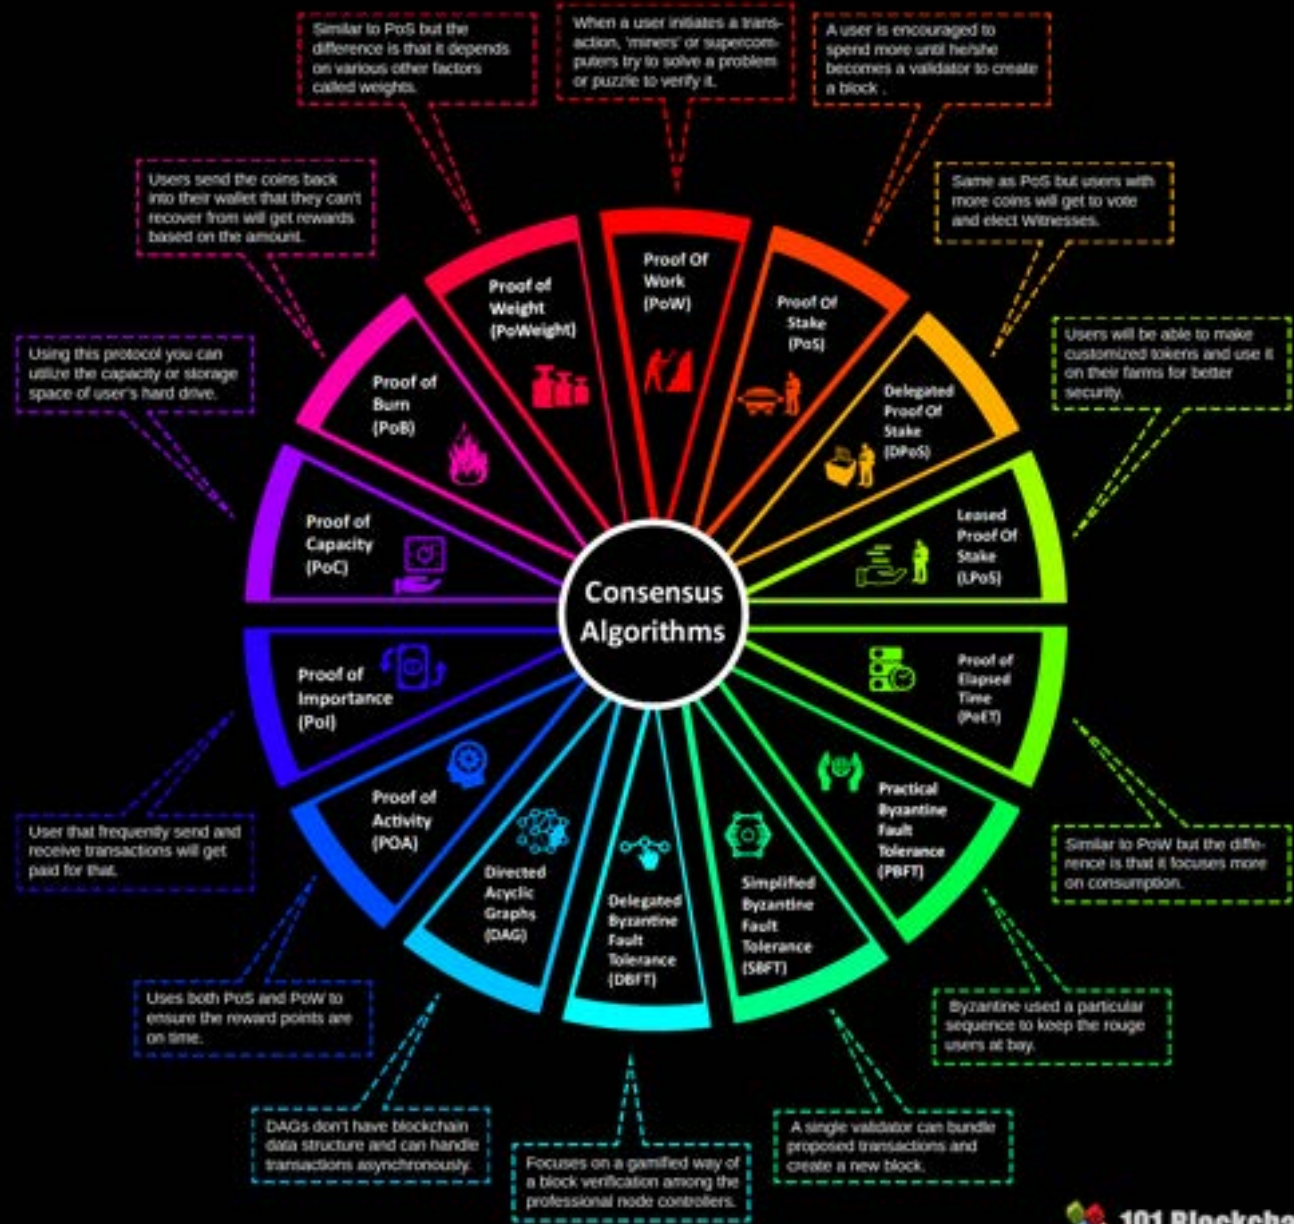 Similar to PoS but the
difference is that it depends
on various other factors
called weights.
When a user initiates a trans-
action, 'miners' or supercom-
puters try to solve a problem
or puzzle to verify it.
A user is encouraged to
spend more until he/she
becomes a validator to create
a block .
Users send the coins back
into their wallet that they can't
recover from will get rewards
based on the amount.
Same as PoS but users with
more coins will get to vote
and elect Witnesses.
Using this protocol you can
utilize the capacity or storage
space of user's hard drive.
Users will be able to make
customized tokens and use it
on their farms for better
security.
Proof of
Weight
(PoWeight)
Proof Of
Work
(PoW)
Proof Of
Stake
(PoS)
Proof of
Burn
(PoB)
Delegated
Proof Of
Stake
(DPoS)
Proof of
Capacity
(PoC)
Leased
Proof Of
Stake
(LPoS)
Consensus
Algorithms
Proof of
Importance
(PoI)
Proof of
Elapsed
Time
(PoET)
Proof of
Activity
(POA)
Practical
Byzantine
Fault
Tolerance
(PBFT)
Directed
Acyclic
Graphs
(DAG)
Delegated
Byzantine
Fault
Tolerance
(DBFT)
Simplified
Byzantine
Fault
Tolerance
(SBFT)
User that frequently send and
receive transactions will get
paid for that.
Similar to PoW but the diffe-
rence is that it focuses more
on consumption.
Uses both PoS and PoW to
ensure the reward points are
on time.
Byzantine used a particular
sequence to keep the rouge
users at bay.
DAGs don't have blockchain
data structure and can handle
transactions asynchronously.
Focuses on a gamified way of
a block verification among the
professional node controllers.
A single validator can bundle
proposed transactions and
create a new block.
101 Blockcha